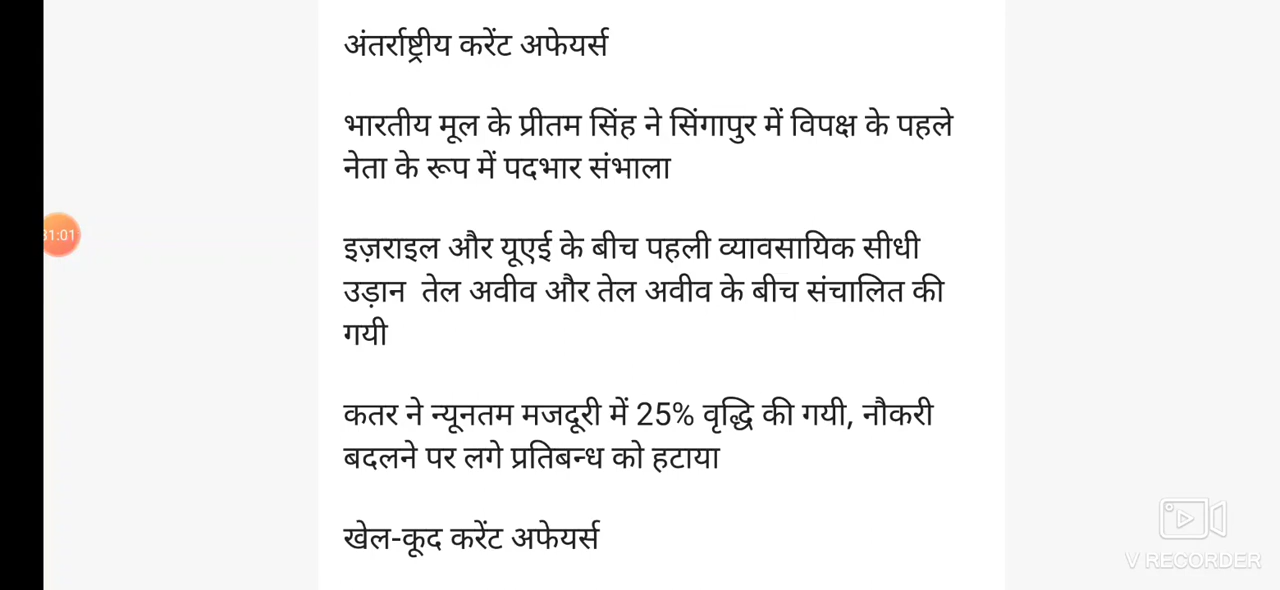 अंतर्राष्ट्रीय करेंट अफेयर्स
भारतीय मूल के प्रीतम सिंह ने सिंगापुर में विपक्ष के पहले
नेता के रूप में पदभार संभाला
इज़राइल और यूएई के बीच पहली व्यावसायिक सीधी
उड़ान तेल अवीव और तेल अवीव के बीच संचालित की
गयी
31:01
कतर ने न्यूनतम मजदूरी में 25% वृद्धि की गयी, नौकरी
बदलने पर लगे प्रतिबन्ध को हटाया
खेल-कूद करेंट अफेयर्स
V RECORDER